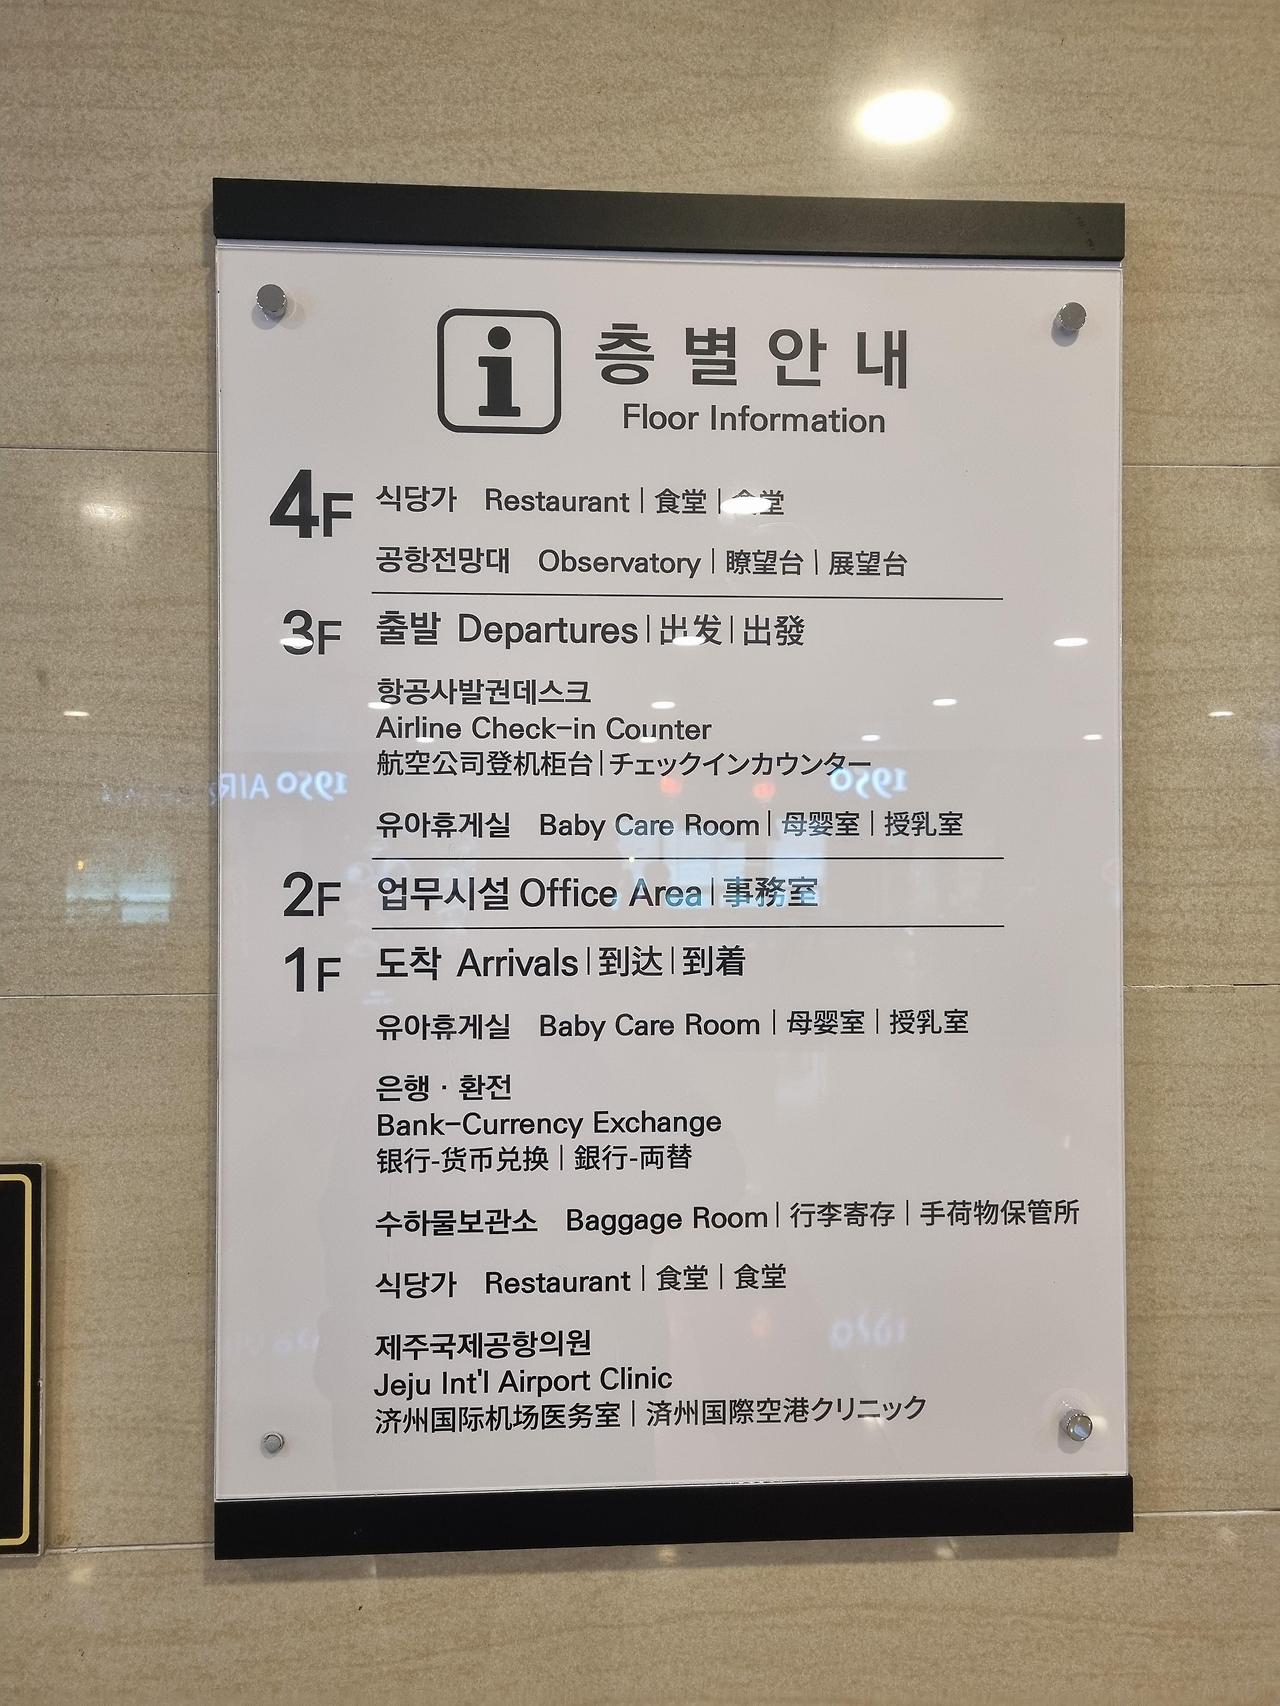 층별안내
Floor Information
4F 식당가 Restaurant | 食堂 | 食堂
공항전망대 Observatory | 瞭望台 | 展望台
3F 출발 Departures | 出发 | 出發
항공사발권데스크
Airline Check-in Counter
航空公司登机柜台 | チェックインカウンター
유아휴게실 Baby Care Room | 母婴室 | 授乳室
2F 업무시설 Office Area | 事務室
1F 도착 Arrivals | 到达 | 到着
유아휴게실 Baby Care Room | 母婴室 | 授乳室
은행 · 환전
Bank-Currency Exchange
银行-货币兑换 | 銀行-両替
수하물보관소 Baggage Room | 行李寄存 | 手荷物保管所
식당가 Restaurant | 食堂 | 食堂
제주국제공항의원
Jeju Int'l Airport Clinic
済州国际机场医务室 | 済州国際空港クリニック